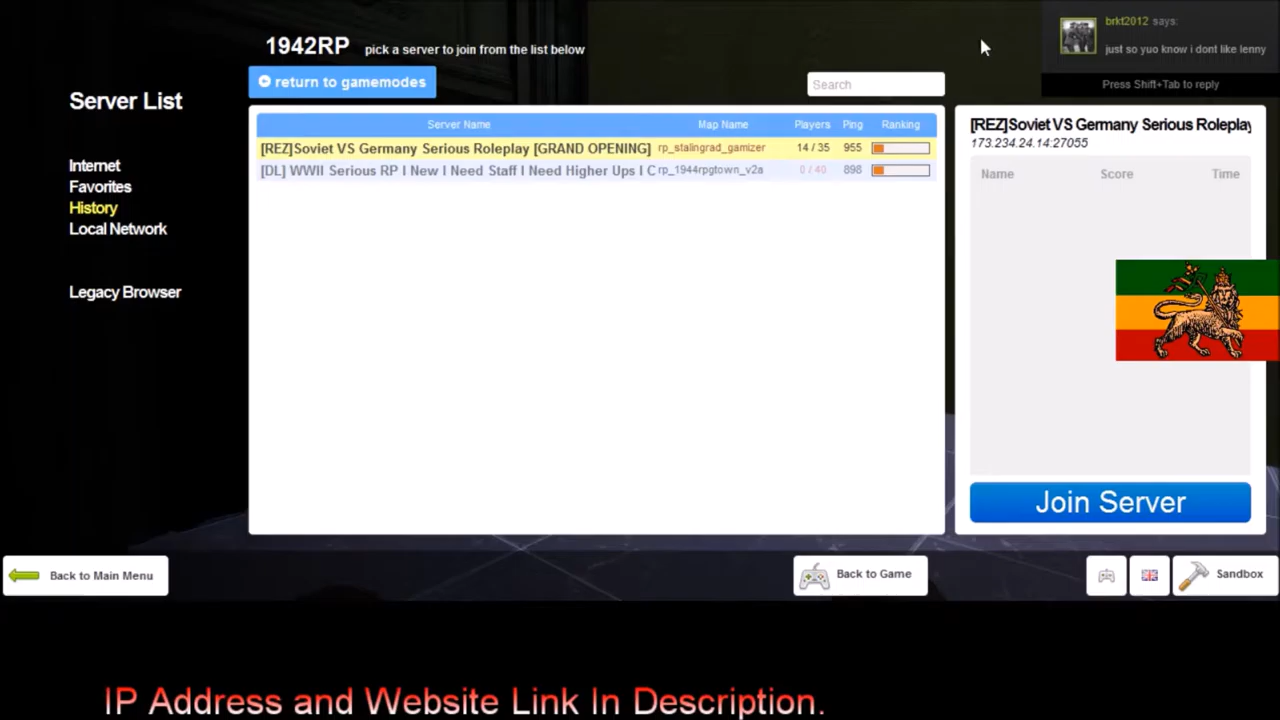 1942RP pick a server to join from the list below
brkt2012 says:
just so yuo know i dont like lenny
Press Shift+Tab to reply
return to gamemodes
Search
Server List
Internet
Favorites
History
Local Network
Legacy Browser
Server Name Map Name Players Ping Ranking
[REZ]Soviet VS Germany Serious Roleplay [GRAND OPENING] rp_stalingrad_gamizer 14 / 35 955
[DL] WWII Serious RP I New I Need Staff I Need Higher Ups I C rp_1944rpgtown_v2a 0 / 40 898
[REZ]Soviet VS Germany Serious Roleplay
173.234.24.14:27055
Name Score Time
Join Server
Back to Main Menu
Back to Game
Sandbox
IP Address and Website Link In Description.